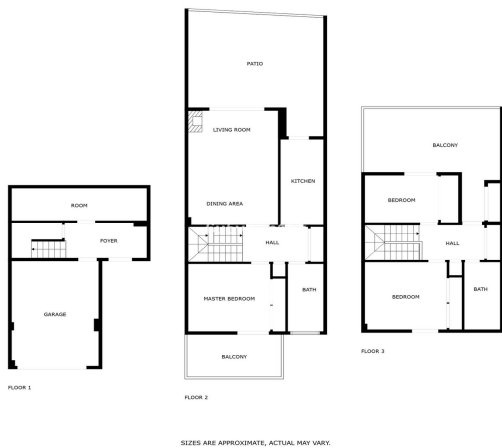 ROOM
FOYER
GARAGE
FLOOR 1
PATIO
LIVING ROOM
KITCHEN
DINING AREA
HALL
MASTER BEDROOM
BATH
BALCONY
FLOOR 2
BALCONY
BEDROOM
HALL
BEDROOM
BATH
FLOOR 3
SIZES ARE APPROXIMATE, ACTUAL MAY VARY.